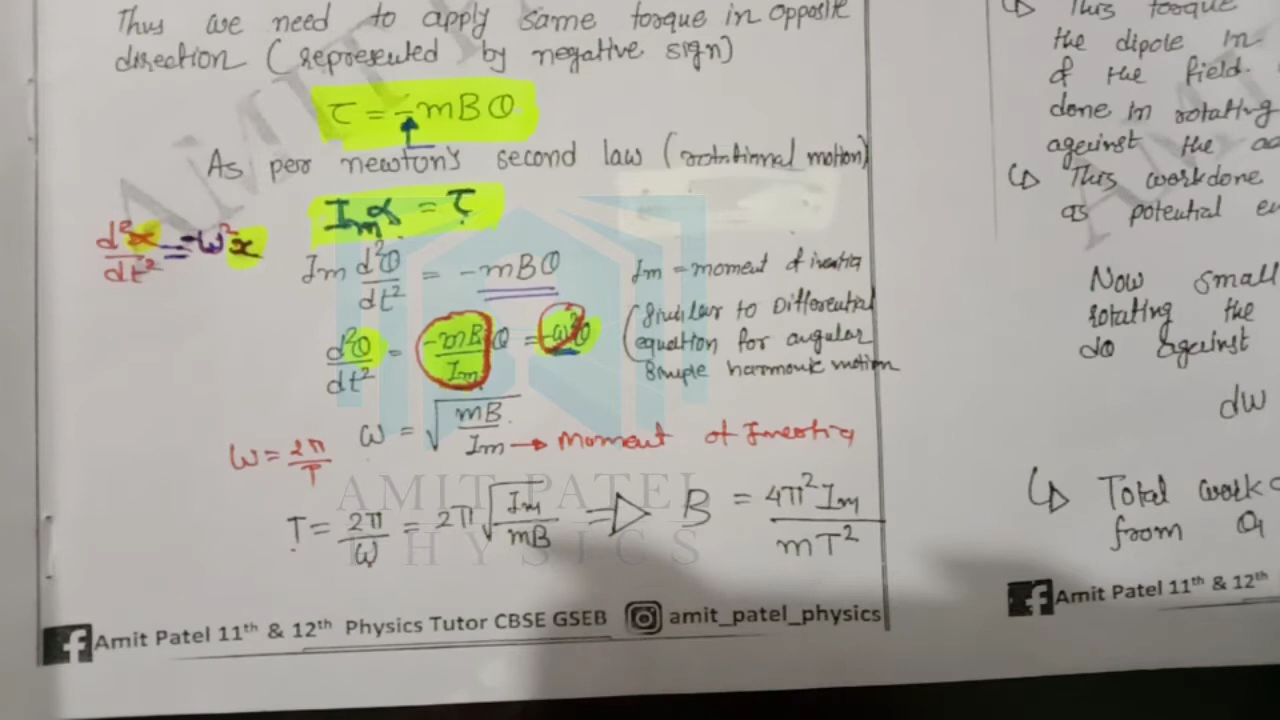 Thus we need to apply same torque in opposite
direction (represented by negative sign)
τ = -mBθ
As per newton's second law (rotational motion)
Imα = τ
d²x/dt² = -ω²x
Im d²θ/dt² = -mBθ
Im = moment of inertia
d²θ/dt² = -mB/Im θ = -ω²θ
(Similar to Differential
equation for angular
Simple harmonic motion
ω = √mB/Im → Moment of Inertia
ω = 2π/T
T = 2π/ω = 2π√Im/mB ⇒ B = 4π²Im/mT²
AMIT PATEL
PHYSICS
Amit Patel 11th & 12th Physics Tutor CBSE GSEB amit_patel_physics
This torque
the dipole in
of the field.
done in rotating
against the
This workdone
as potential
Now small
rotating the
do against
dw
Total work
from
Amit Patel 11th & 12th